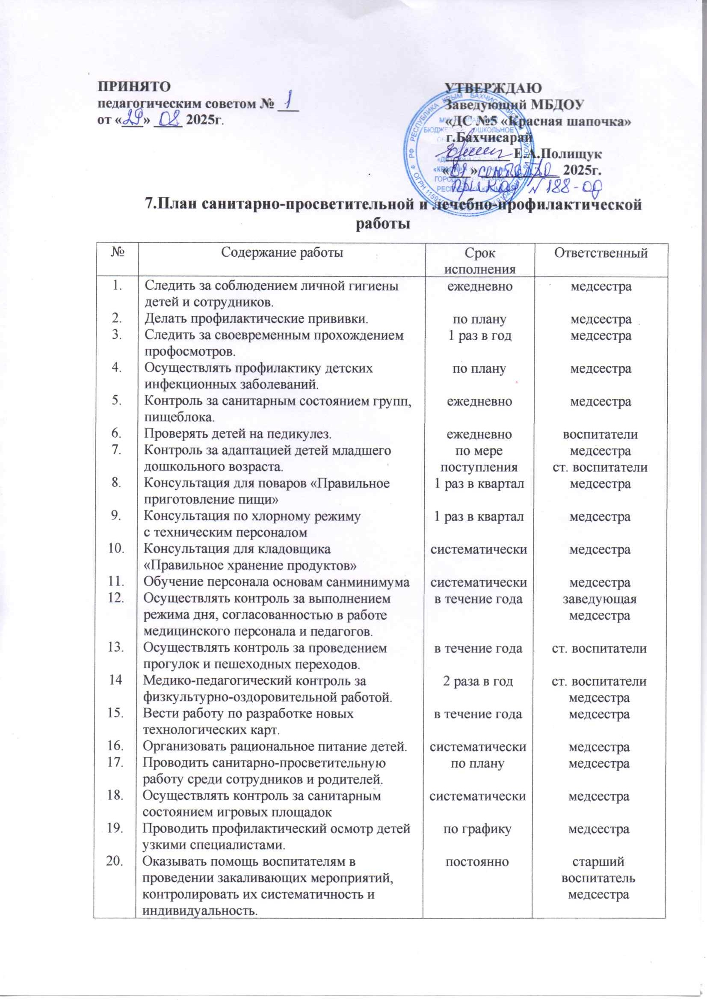 ПРИНЯТО
педагогическим советом № 1
от «29» 08 2025г.
УТВЕРЖДАЮ
Заведующий МБДОУ
«ДС №5 «Красная шапочка»
г.Бахчисарай
Е.А.Полищук
«01» сентября 2025г.
приказ №188-од
РФ РЕСПУБЛИКА КРЫМ
7.План санитарно-просветительной и лечебно-профилактической
работы
№ Содержание работы Срок исполнения Ответственный
1. Следить за соблюдением личной гигиены ежедневно медсестра
детей и сотрудников.
2. Делать профилактические прививки. по плану медсестра
3. Следить за своевременным прохождением 1 раз в год медсестра
профосмотров.
4. Осуществлять профилактику детских по плану медсестра
инфекционных заболеваний.
5. Контроль за санитарным состоянием групп, ежедневно медсестра
пищеблока.
6. Проверять детей на педикулез. ежедневно воспитатели
7. Контроль за адаптацией детей младшего по мере медсестра
дошкольного возраста. поступления ст. воспитатели
8. Консультация для поваров «Правильное 1 раз в квартал медсестра
приготовление пищи»
9. Консультация по хлорному режиму 1 раз в квартал медсестра
с техническим персоналом
10. Консультация для кладовщика систематически медсестра
«Правильное хранение продуктов»
11. Обучение персонала основам санминимума систематически медсестра
12. Осуществлять контроль за выполнением в течение года заведующая
режима дня, согласованностью в работе медсестра
медицинского персонала и педагогов.
13. Осуществлять контроль за проведением в течение года ст. воспитатели
прогулок и пешеходных переходов.
14 Медико-педагогический контроль за 2 раза в год ст. воспитатели
физкультурно-оздоровительной работой. медсестра
15. Вести работу по разработке новых в течение года медсестра
технологических карт.
16. Организовать рациональное питание детей. систематически медсестра
17. Проводить санитарно-просветительную по плану медсестра
работу среди сотрудников и родителей.
18. Осуществлять контроль за санитарным систематически медсестра
состоянием игровых площадок
19. Проводить профилактический осмотр детей по графику медсестра
узкими специалистами.
20. Оказывать помощь воспитателям в постоянно старший
проведении закаливающих мероприятий, воспитатель
контролировать их систематичность и медсестра
индивидуальность.